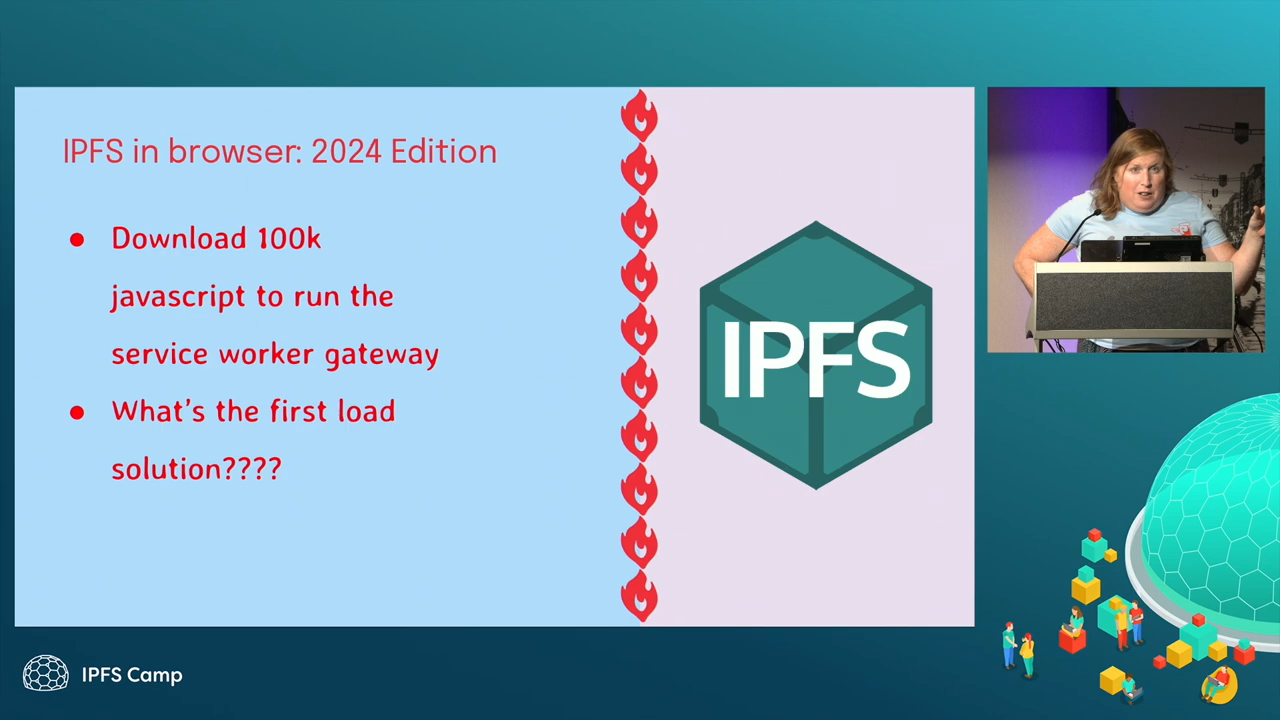 IPFS in browser: 2024 Edition
● Download 100k
javascript to run the
service worker gateway
● What's the first load
solution????
IPFS
IPFS Camp